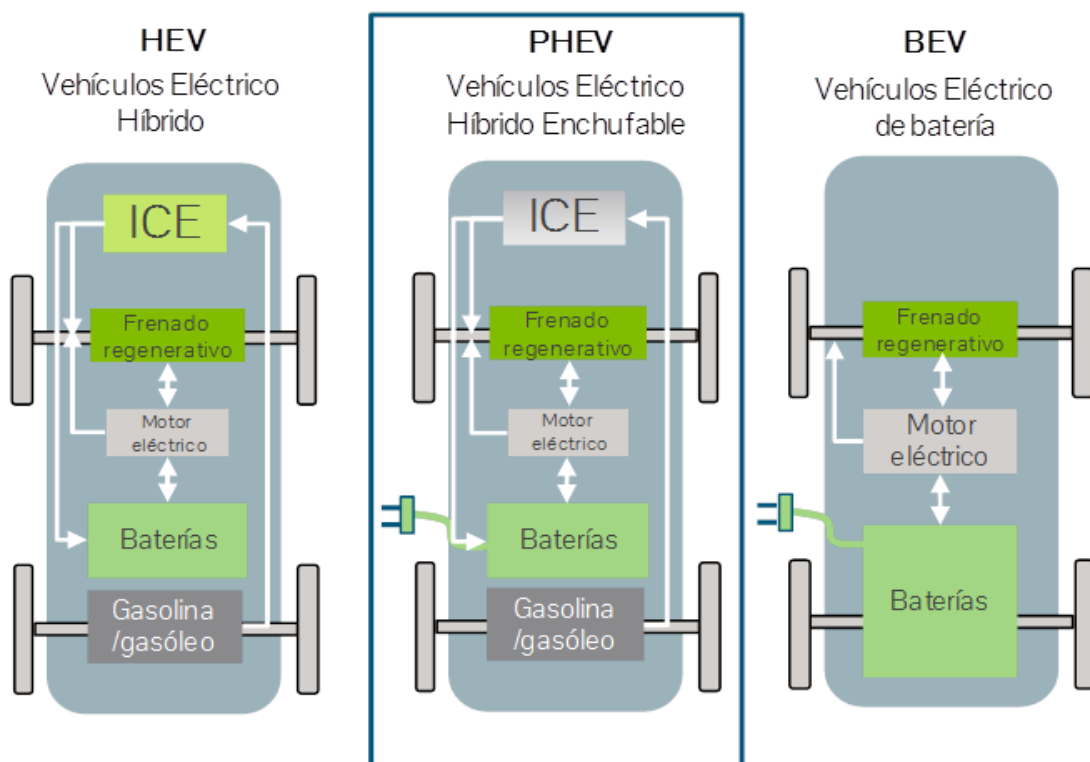 HEV
Vehículos Eléctrico
Híbrido
ICE
Frenado
regenerativo
Motor
eléctrico
Baterías
Gasolina
/gasóleo
PHEV
Vehículos Eléctrico
Híbrido Enchufable
ICE
Frenado
regenerativo
Motor
eléctrico
Baterías
Gasolina
/gasóleo
BEV
Vehículos Eléctrico
de batería
Frenado
regenerativo
Motor
eléctrico
Baterías